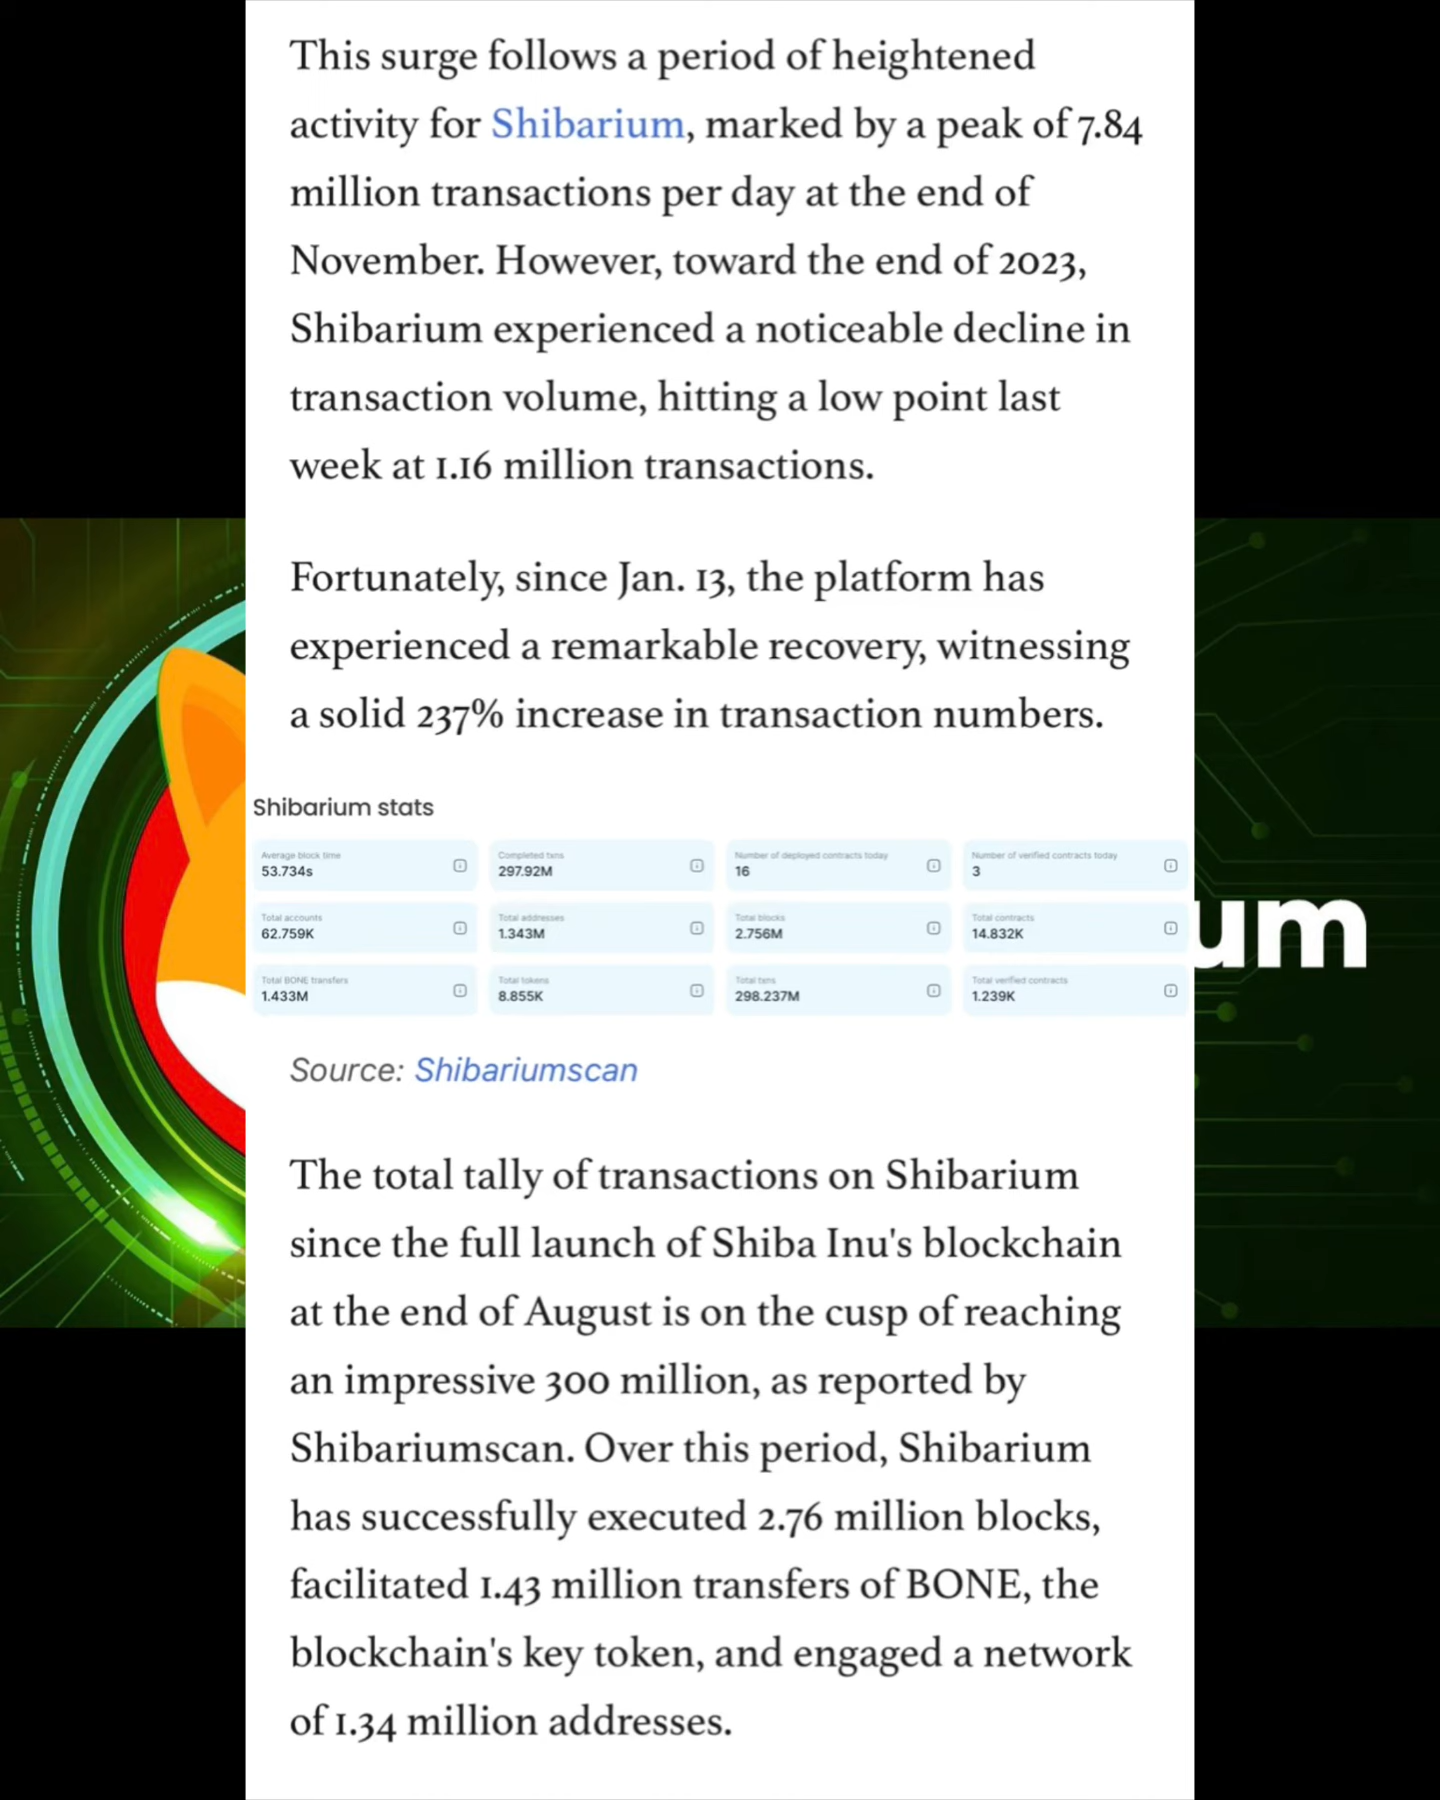 This surge follows a period of heightened
activity for Shibarium, marked by a peak of 7.84
million transactions per day at the end of
November. However, toward the end of 2023,
Shibarium experienced a noticeable decline in
transaction volume, hitting a low point last
week at 1.16 million transactions.
Fortunately, since Jan. 13, the platform has
experienced a remarkable recovery, witnessing
a solid 237% increase in transaction numbers.
Shibarium stats
Average block time
53.734s
Completed txns
297.92M
Number of deployed contracts today
16
Number of verified contracts today
3
Total accounts
62.759K
Total addresses
1.343M
Total blocks
2.756M
Total contracts
14.832K
Total BONE transfers
1.433M
Total tokens
8.855K
Total txns
298.237M
Total verified contracts
1.239K
um
Source: Shibariumscan
The total tally of transactions on Shibarium
since the full launch of Shiba Inu's blockchain
at the end of August is on the cusp of reaching
an impressive 300 million, as reported by
Shibariumscan. Over this period, Shibarium
has successfully executed 2.76 million blocks,
facilitated 1.43 million transfers of BONE, the
blockchain's key token, and engaged a network
of 1.34 million addresses.